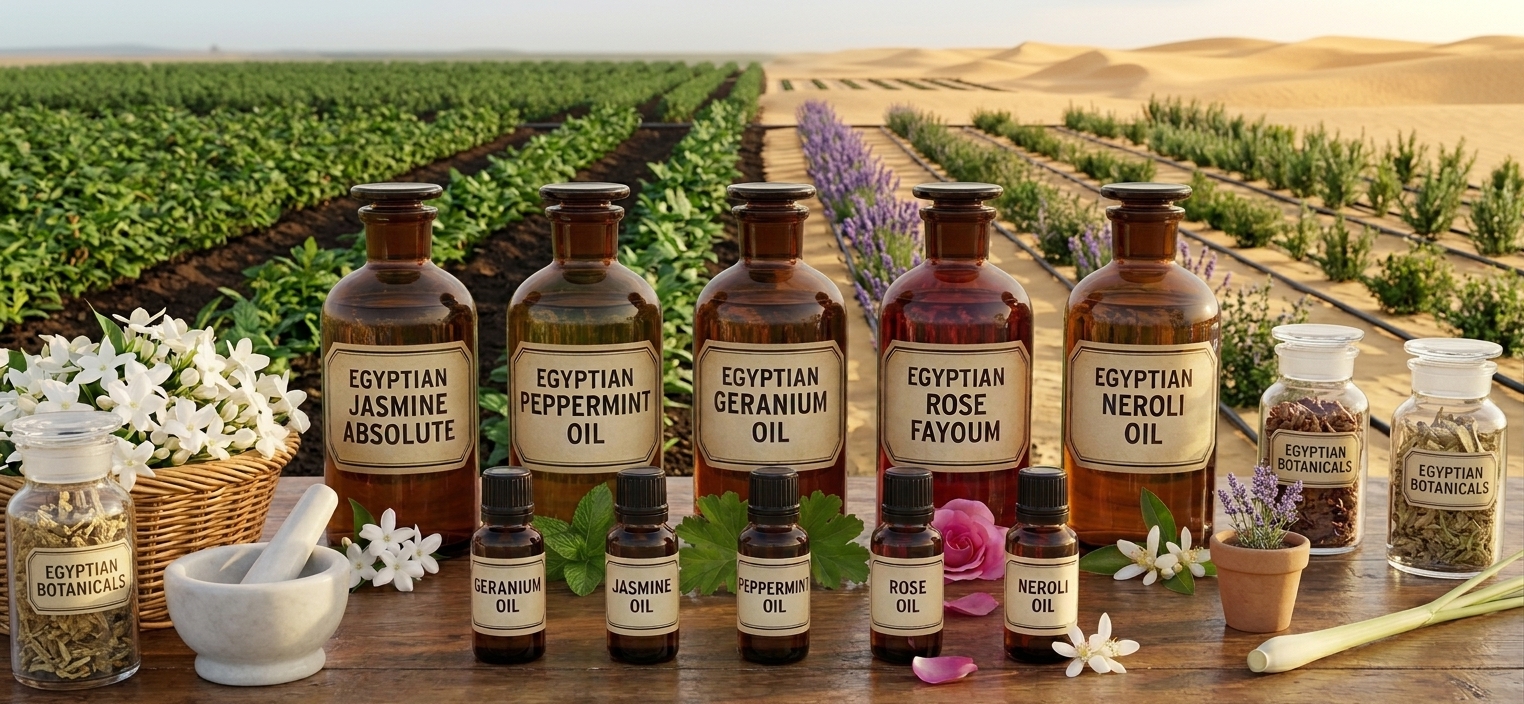 EGYPTIAN
JASMINE
ABSOLUTE
EGYPTIAN
PEPPERMINT
OIL
EGYPTIAN
GERANIUM
OIL
EGYPTIAN
ROSE
FAYOUM
EGYPTIAN
NEROLI
OIL
EGYPTIAN
BOTANICALS
EGYPTIAN
BOTANICALS
EGYPTIAN
BOTANICALS
GERANIUM
OIL
JASMINE
OIL
PEPPERMINT
OIL
ROSE
OIL
NEROLI
OIL